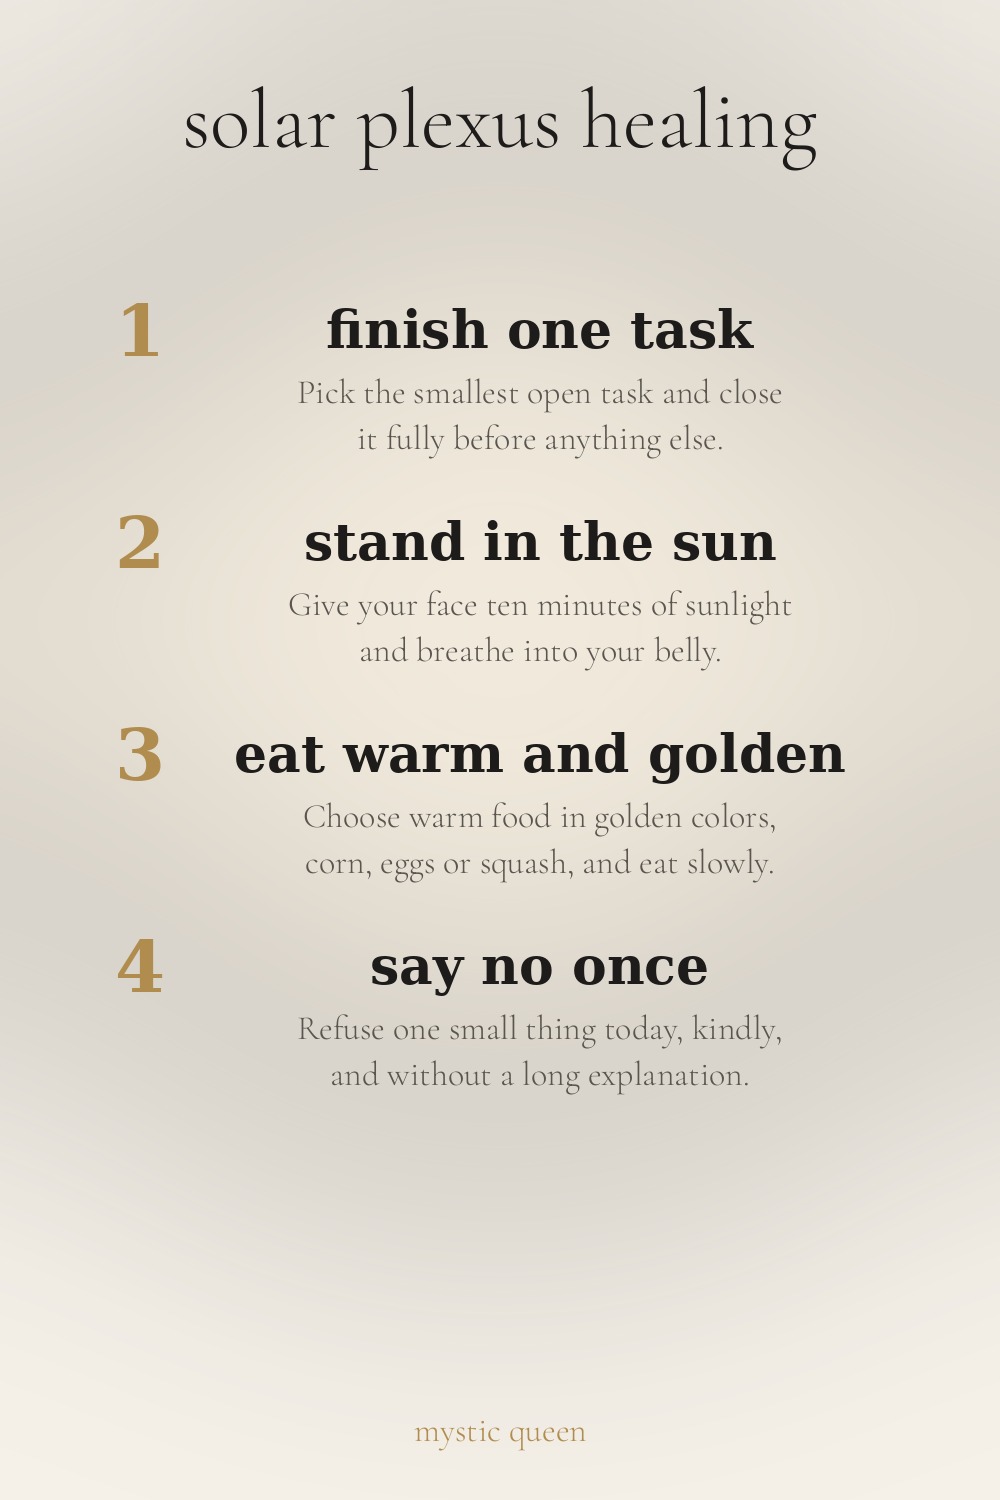 solar plexus healing
1
finish one task
Pick the smallest open task and close
it fully before anything else.
2
stand in the sun
Give your face ten minutes of sunlight
and breathe into your belly.
3
eat warm and golden
Choose warm food in golden colors,
corn, eggs or squash, and eat slowly.
4
say no once
Refuse one small thing today, kindly,
and without a long explanation.
mystic queen